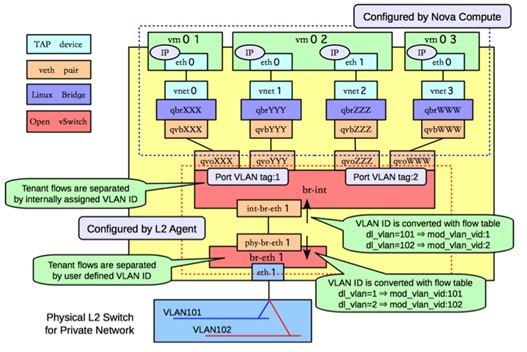 Configured by Nova Compute
TAP device
veth pair
Linux Bridge
Open vSwitch
vm 0 1
vm 0 2
vm 0 3
IP
IP
IP
IP
eth 0
eth 0
eth 1
eth 0
vnet 0
vnet 1
vnet 2
vnet 3
qbrXXX
qbrYYY
qbrZZZ
qbrWWW
qvbXXX
qvbYYY
qvbZZZ
qvbWWW
qvoXXX
qvoYYY
qvoZZZ
qvoWWW
Port VLAN tag:1
Port VLAN tag:2
br-int
Tenant flows are separated
by internally assigned VLAN ID
int-br-eth 1
Configured by L2 Agent
VLAN ID is converted with flow table
dl_vlan=101 ⇒ mod_vlan_vid:1
dl_vlan=102 ⇒ mod_vlan_vid:2
phy-br-eth 1
br-eth 1
Tenant flows are separated
by user defined VLAN ID
eth 1
VLAN ID is converted with flow table
dl_vlan=1 ⇒ mod_vlan_vid:101
dl_vlan=2 ⇒ mod_vlan_vid:102
Physical L2 Switch
for Private Network
VLAN101
VLAN102